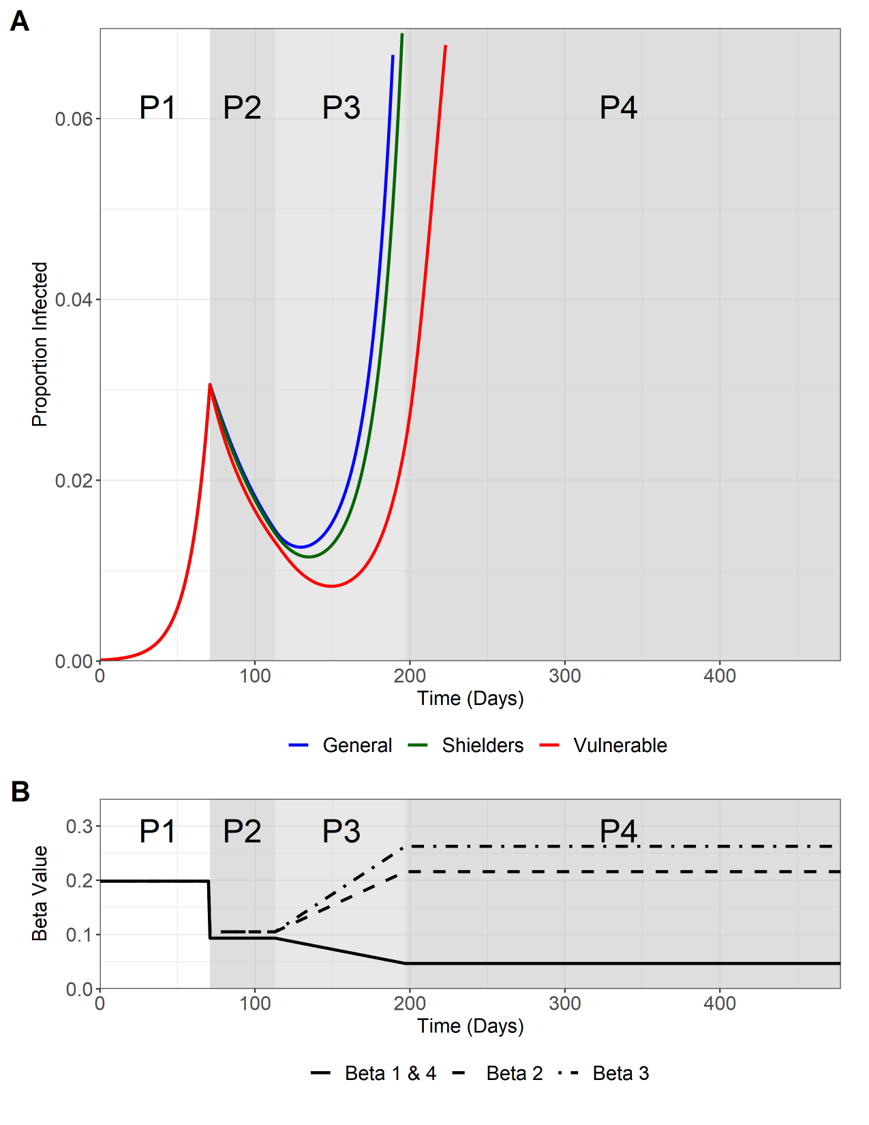 A
P1 P2 P3 P4
0.06
0.04
0.02
0.00
Proportion Infected
0 100 200 300 400
Time (Days)
General Shielders Vulnerable
B
P1 P2 P3 P4
0.3
0.2
0.1
0.0
Beta Value
0 100 200 300 400
Time (Days)
Beta 1 & 4 Beta 2 Beta 3